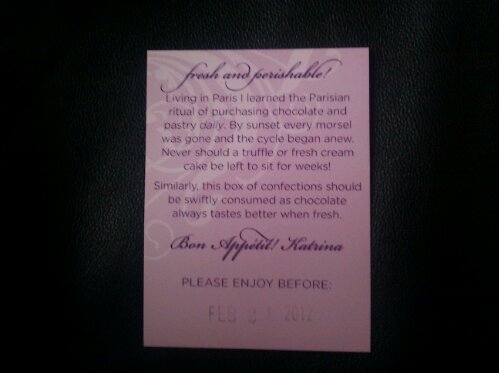 fresh and perishable!
Living in Paris I learned the Parisian
ritual of purchasing chocolate and
pastry daily. By sunset every morsel
was gone and the cycle began anew.
Never should a truffle or fresh cream
cake be left to sit for weeks!
Similarly, this box of confections should
be swiftly consumed as chocolate
always tastes better when fresh.
Bon Appétit! Katrina
PLEASE ENJOY BEFORE:
FEB 2012